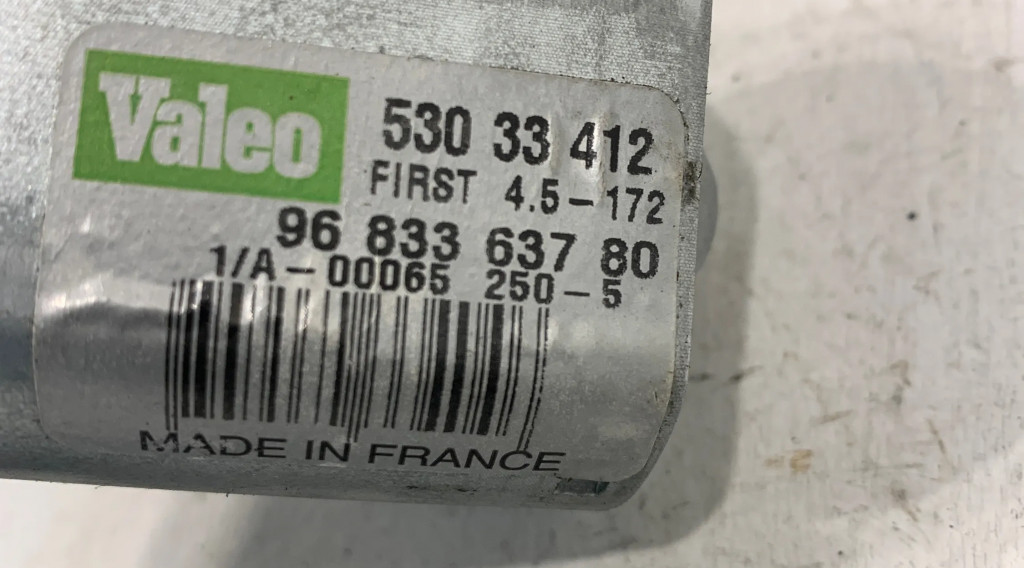 Valeo
530 33 412
FIRST 4.5-172
96 833 637 80
1/A-00065 250-5
MADE IN FRANCE